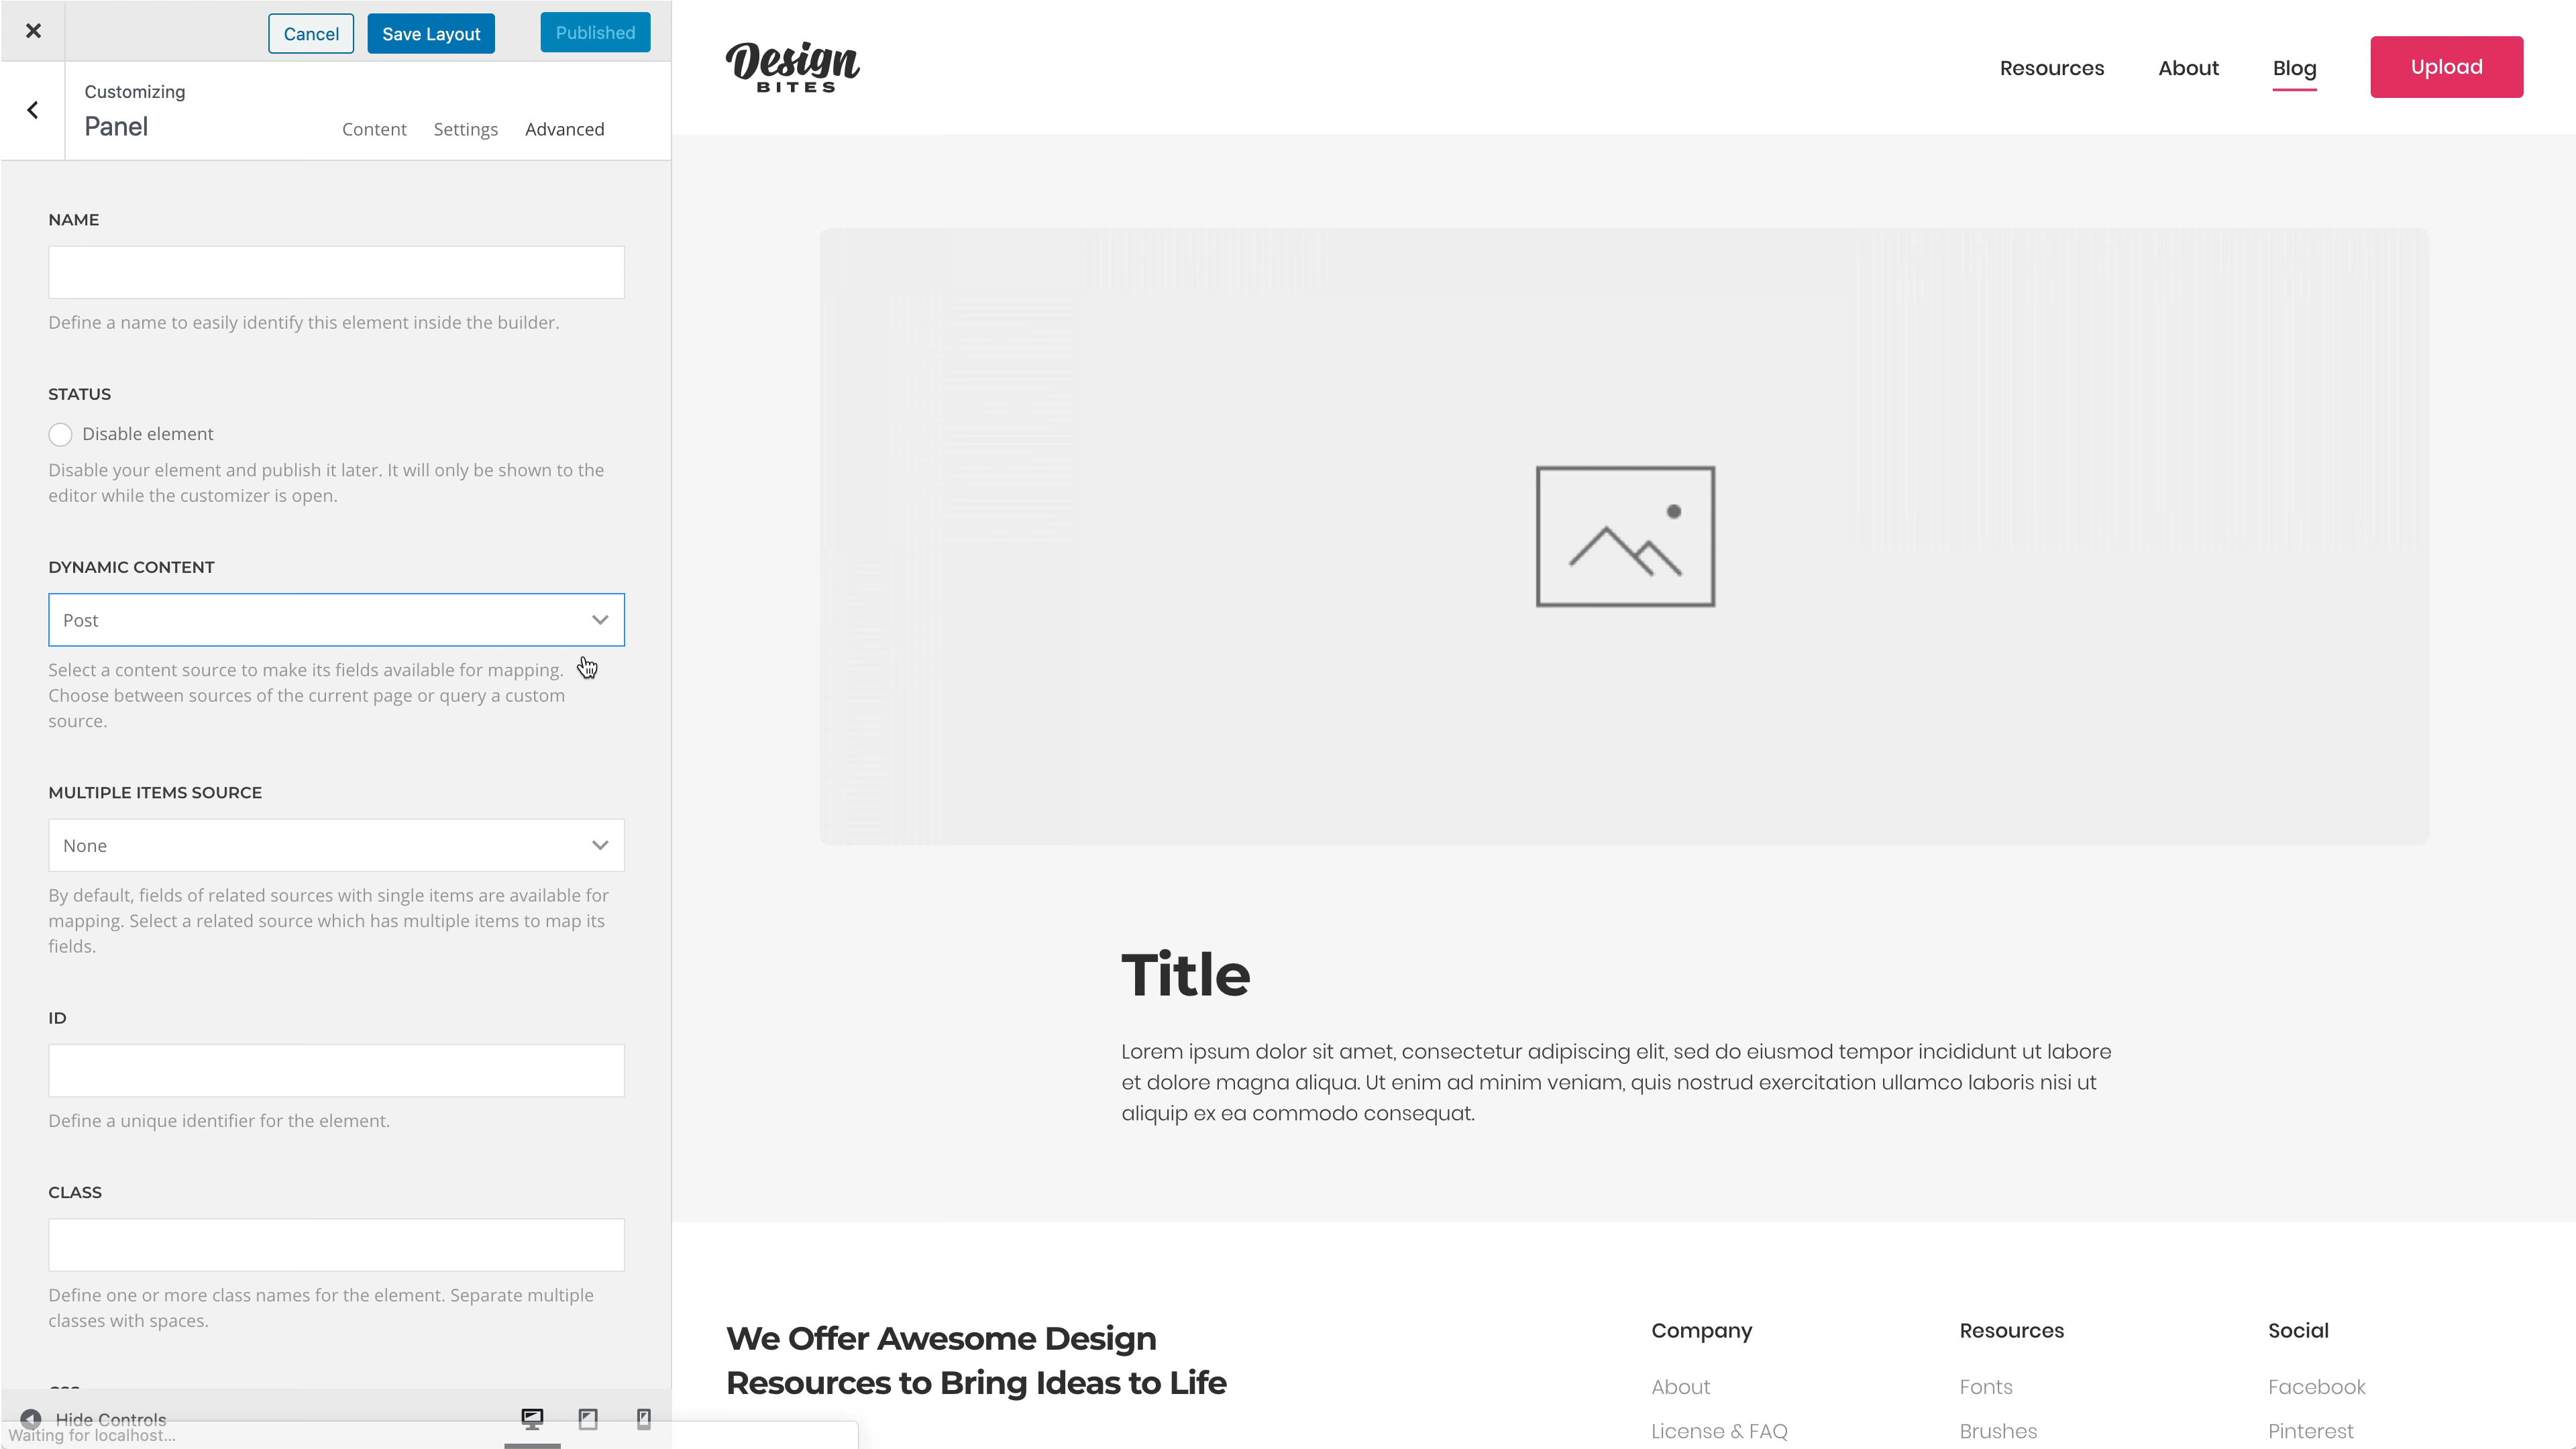 Cancel
Save Layout
Published
Customizing
Panel
Content
Settings
Advanced
NAME
Define a name to easily identify this element inside the builder.
STATUS
Disable element
Disable your element and publish it later. It will only be shown to the
editor while the customizer is open.
DYNAMIC CONTENT
Post
Select a content source to make its fields available for mapping.
Choose between sources of the current page or query a custom
source.
MULTIPLE ITEMS SOURCE
None
By default, fields of related sources with single items are available for
mapping. Select a related source which has multiple items to map its
fields.
ID
Define a unique identifier for the element.
CLASS
Define one or more class names for the element. Separate multiple
classes with spaces.
Hide Controls
Waiting for localhost...
Design
BITES
Resources
About
Blog
Upload
Title
Lorem ipsum dolor sit amet, consectetur adipiscing elit, sed do eiusmod tempor incididunt ut labore
et dolore magna aliqua. Ut enim ad minim veniam, quis nostrud exercitation ullamco laboris nisi ut
aliquip ex ea commodo consequat.
We Offer Awesome Design
Resources to Bring Ideas to Life
Company
About
License & FAQ
Resources
Fonts
Brushes
Social
Facebook
Pinterest